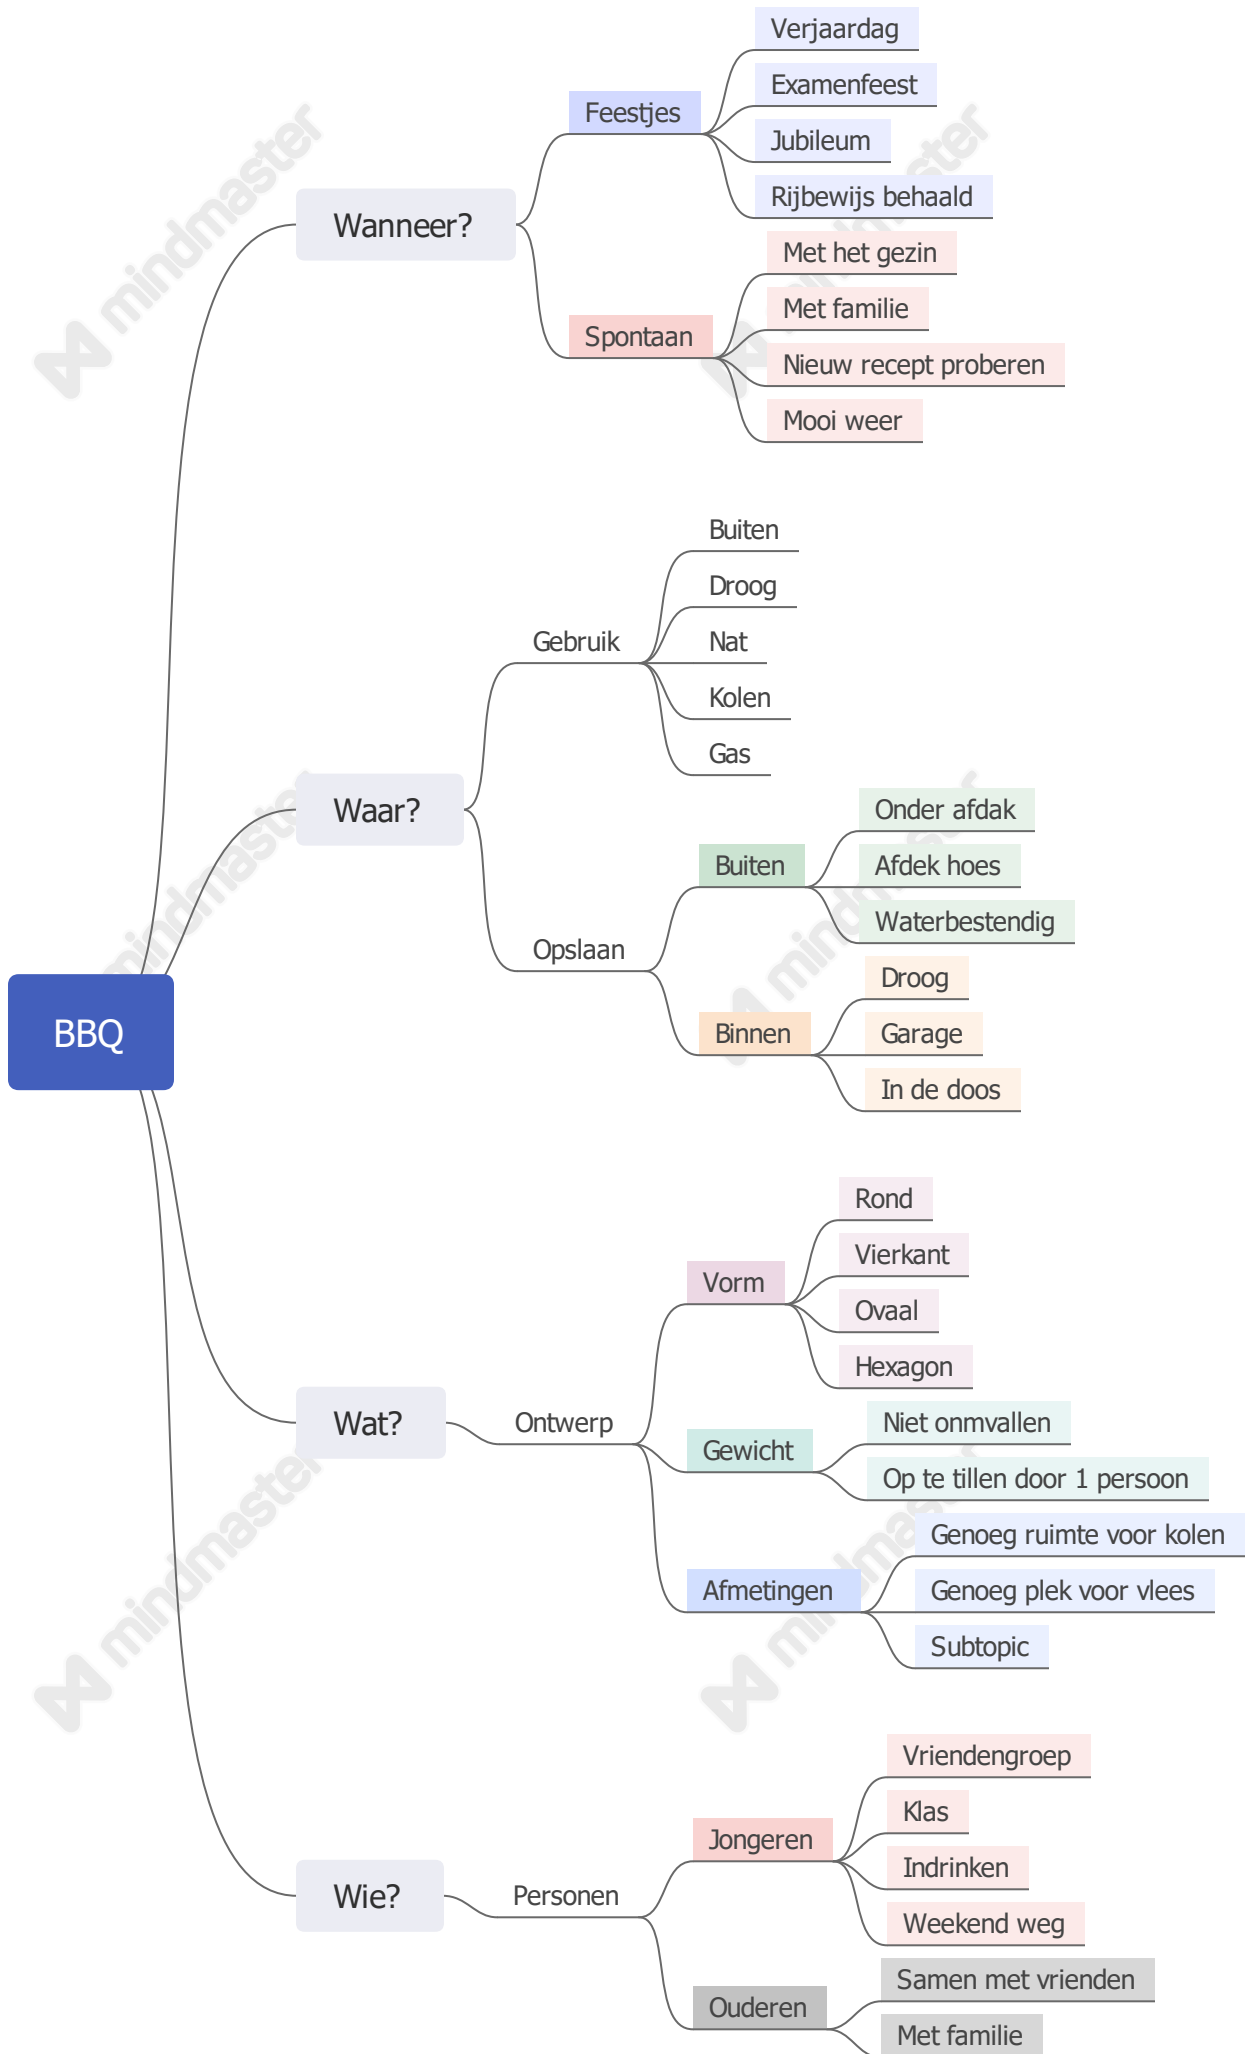 Verjaardag
Examenfeest
Feestjes
Jubileum
Rijbewijs behaald
Wanneer?
Met het gezin
Met familie
Spontaan
Nieuw recept proberen
Mooi weer
Buiten
Droog
Gebruik
Nat
Kolen
Gas
Waar?
Onder afdak
Buiten
Afdek hoes
Waterbestendig
Opslaan
Droog
Binnen
Garage
In de doos
BBQ
Rond
Vierkant
Vorm
Ovaal
Hexagon
Wat?
Ontwerp
Niet onmvallen
Gewicht
Op te tillen door 1 persoon
Genoeg ruimte voor kolen
Afmetingen
Genoeg plek voor vlees
Subtopic
Vriendengroep
Klas
Jongeren
Indrinken
Weekend weg
Wie?
Personen
Samen met vrienden
Ouderen
Met familie
mindmaster
mindmaster
mindmaster
mindmaster
mindmaster
mindmaster